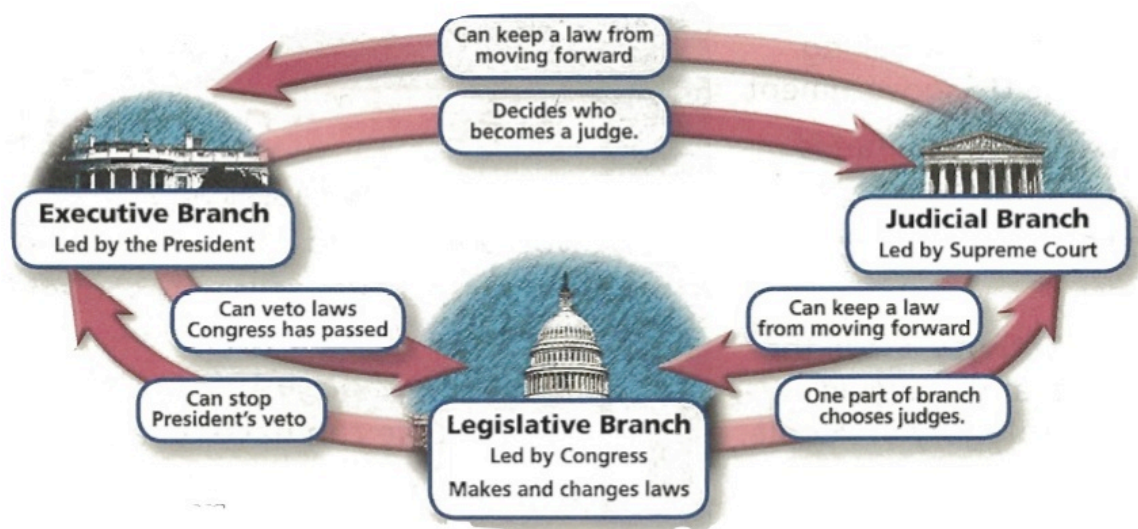 Can keep a law from
moving forward
Decides who
becomes a judge.
Executive Branch
Led by the President
Judicial Branch
Led by Supreme Court
Can veto laws
Congress has passed
Can keep a law
from moving forward
Can stop
President's veto
One part of branch
chooses judges.
Legislative Branch
Led by Congress
Makes and changes laws